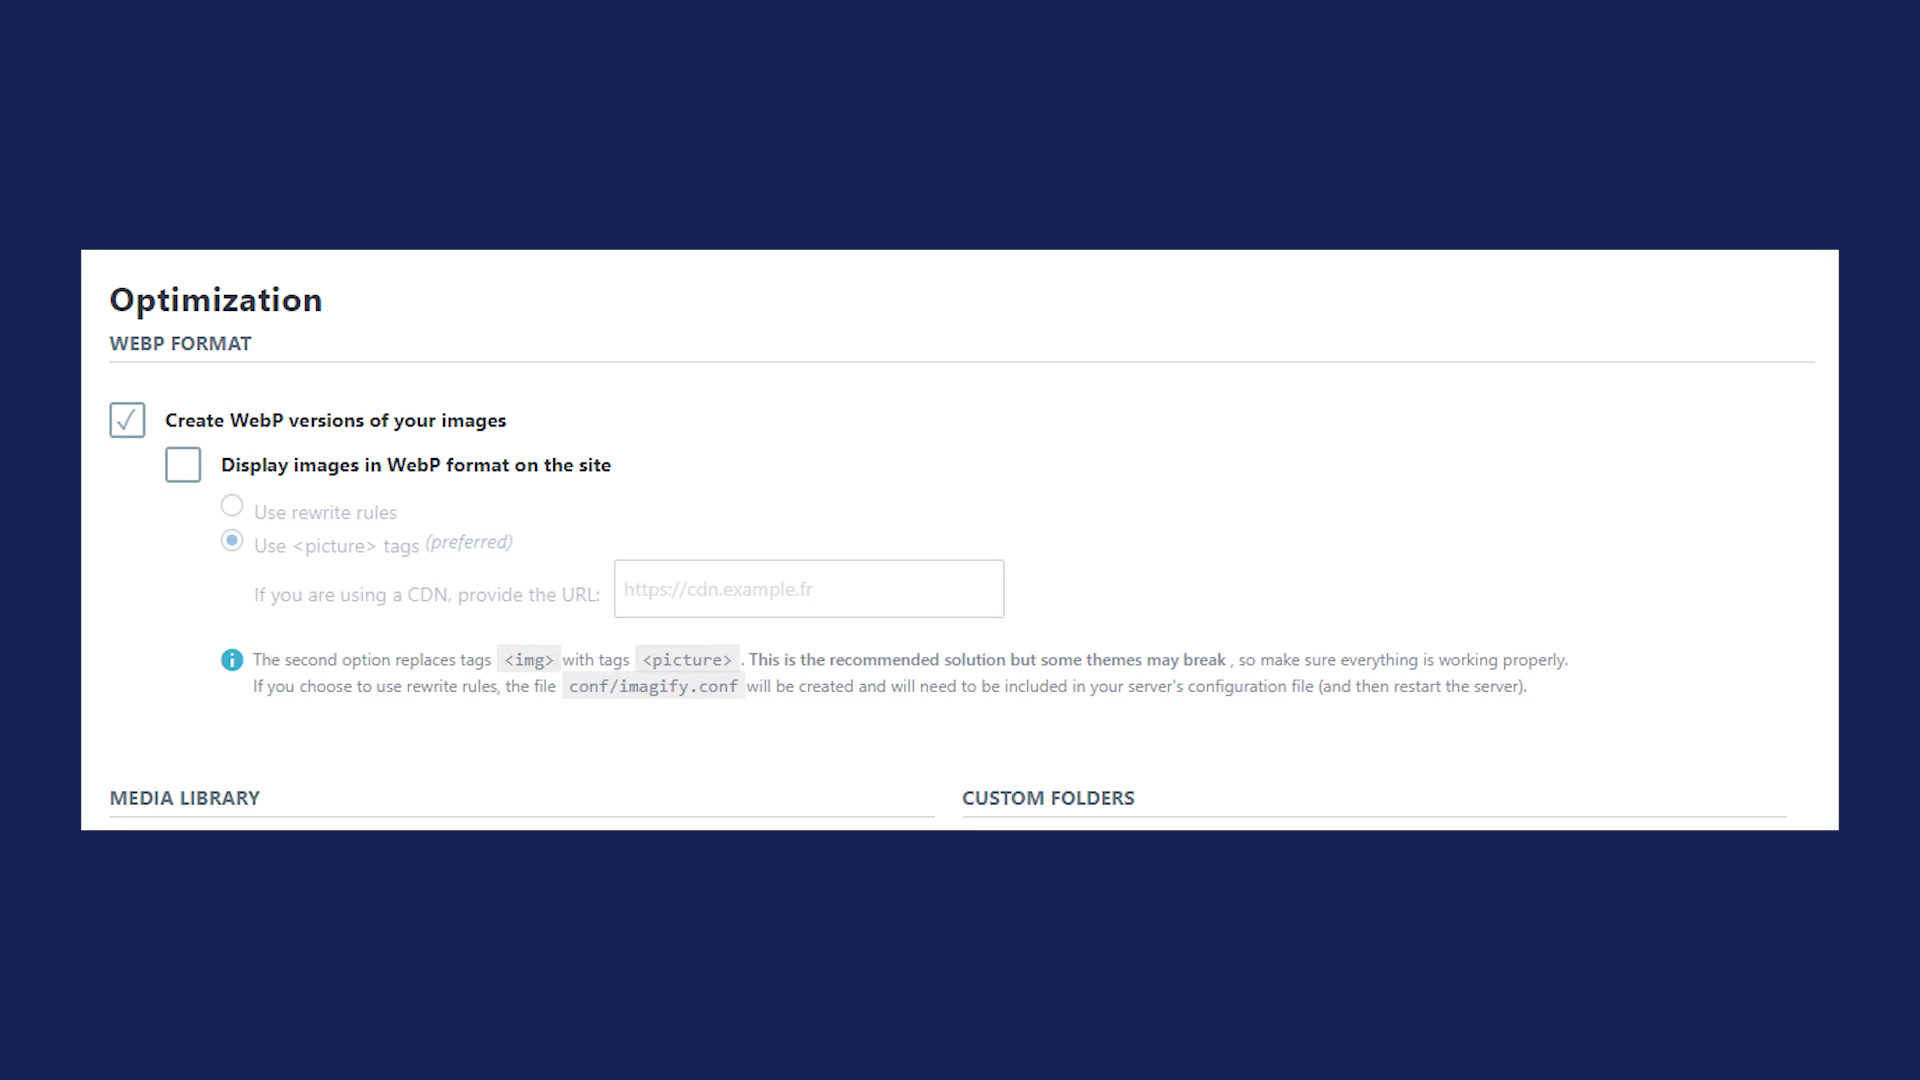 Optimization
WEBP FORMAT
Create WebP versions of your images
Display images in WebP format on the site
Use rewrite rules
Use <picture> tags (preferred)
If you are using a CDN, provide the URL: https://cdn.example.fr
The second option replaces tags <img> with tags <picture> . This is the recommended solution but some themes may break , so make sure everything is working properly.
If you choose to use rewrite rules, the file conf/imagify.conf will be created and will need to be included in your server's configuration file (and then restart the server).
MEDIA LIBRARY
CUSTOM FOLDERS